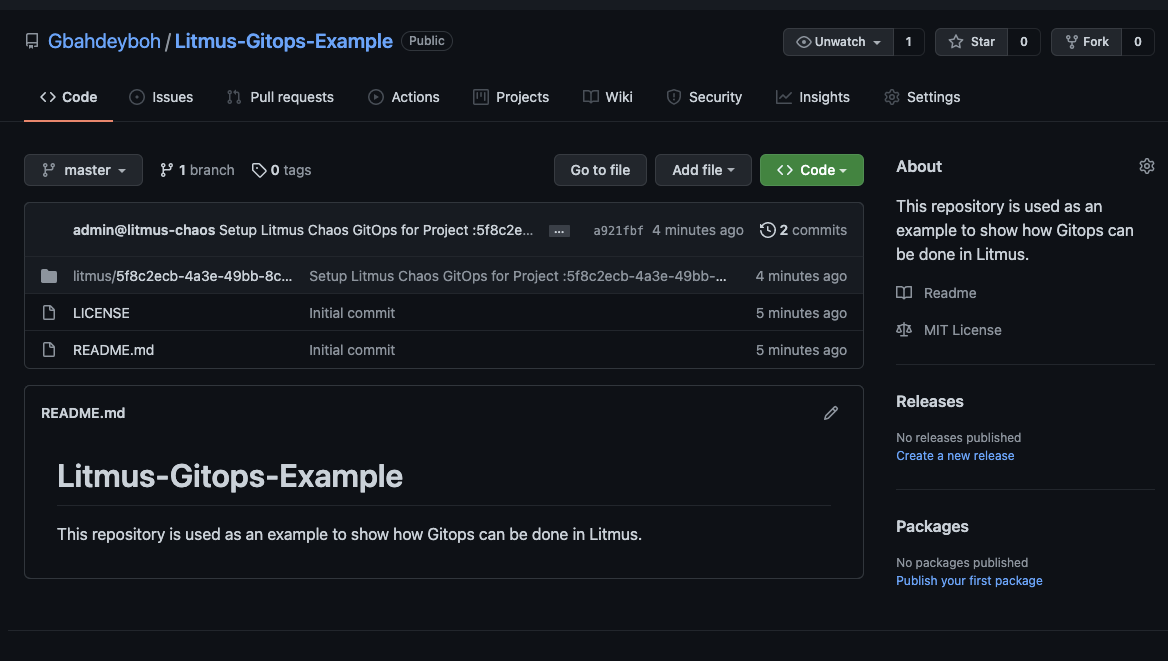 Gbahdeyboh / Litmus-Gitops-Example Public Unwatch 1 Star 0 Fork 0
Code Issues Pull requests Actions Projects Wiki Security Insights Settings
master 1 branch 0 tags Go to file Add file Code
admin@litmus-chaos Setup Litmus Chaos GitOps for Project :5f8c2e... ... a921fbf 4 minutes ago 2 commits
litmus/5f8c2ecb-4a3e-49bb-8c... Setup Litmus Chaos GitOps for Project :5f8c2ecb-4a3e-49bb-... 4 minutes ago
LICENSE Initial commit 5 minutes ago
README.md Initial commit 5 minutes ago
README.md
Litmus-Gitops-Example
This repository is used as an example to show how Gitops can be done in Litmus.
About
This repository is used as an
example to show how Gitops can
be done in Litmus.
Readme
MIT License
Releases
No releases published
Create a new release
Packages
No packages published
Publish your first package